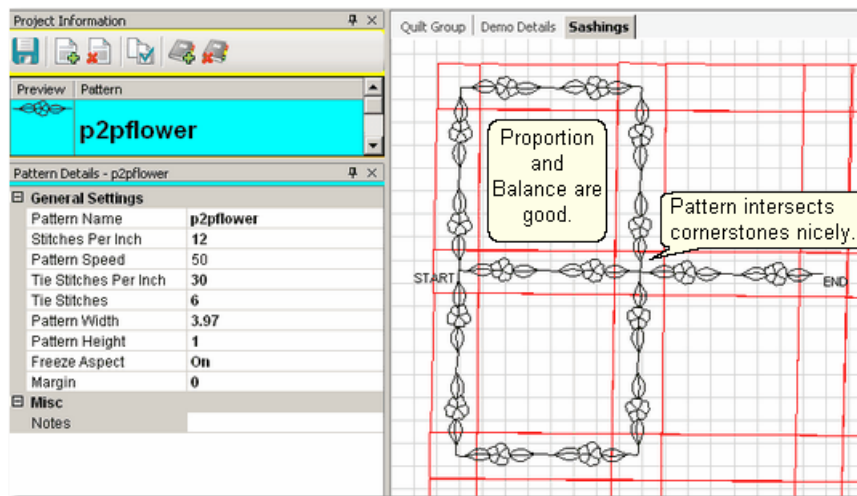 Project Information
Preview Pattern
p2pflower
Pattern Details - p2pflower
General Settings
Pattern Name p2pflower
Stitches Per Inch 12
Pattern Speed 50
Tie Stitches Per Inch 30
Tie Stitches 6
Pattern Width 3.97
Pattern Height 1
Freeze Aspect On
Margin 0
Misc
Notes
Quilt Group Demo Details Sashings
Proportion
and
Balance are
good.
Pattern intersects
cornerstones nicely.
START
END